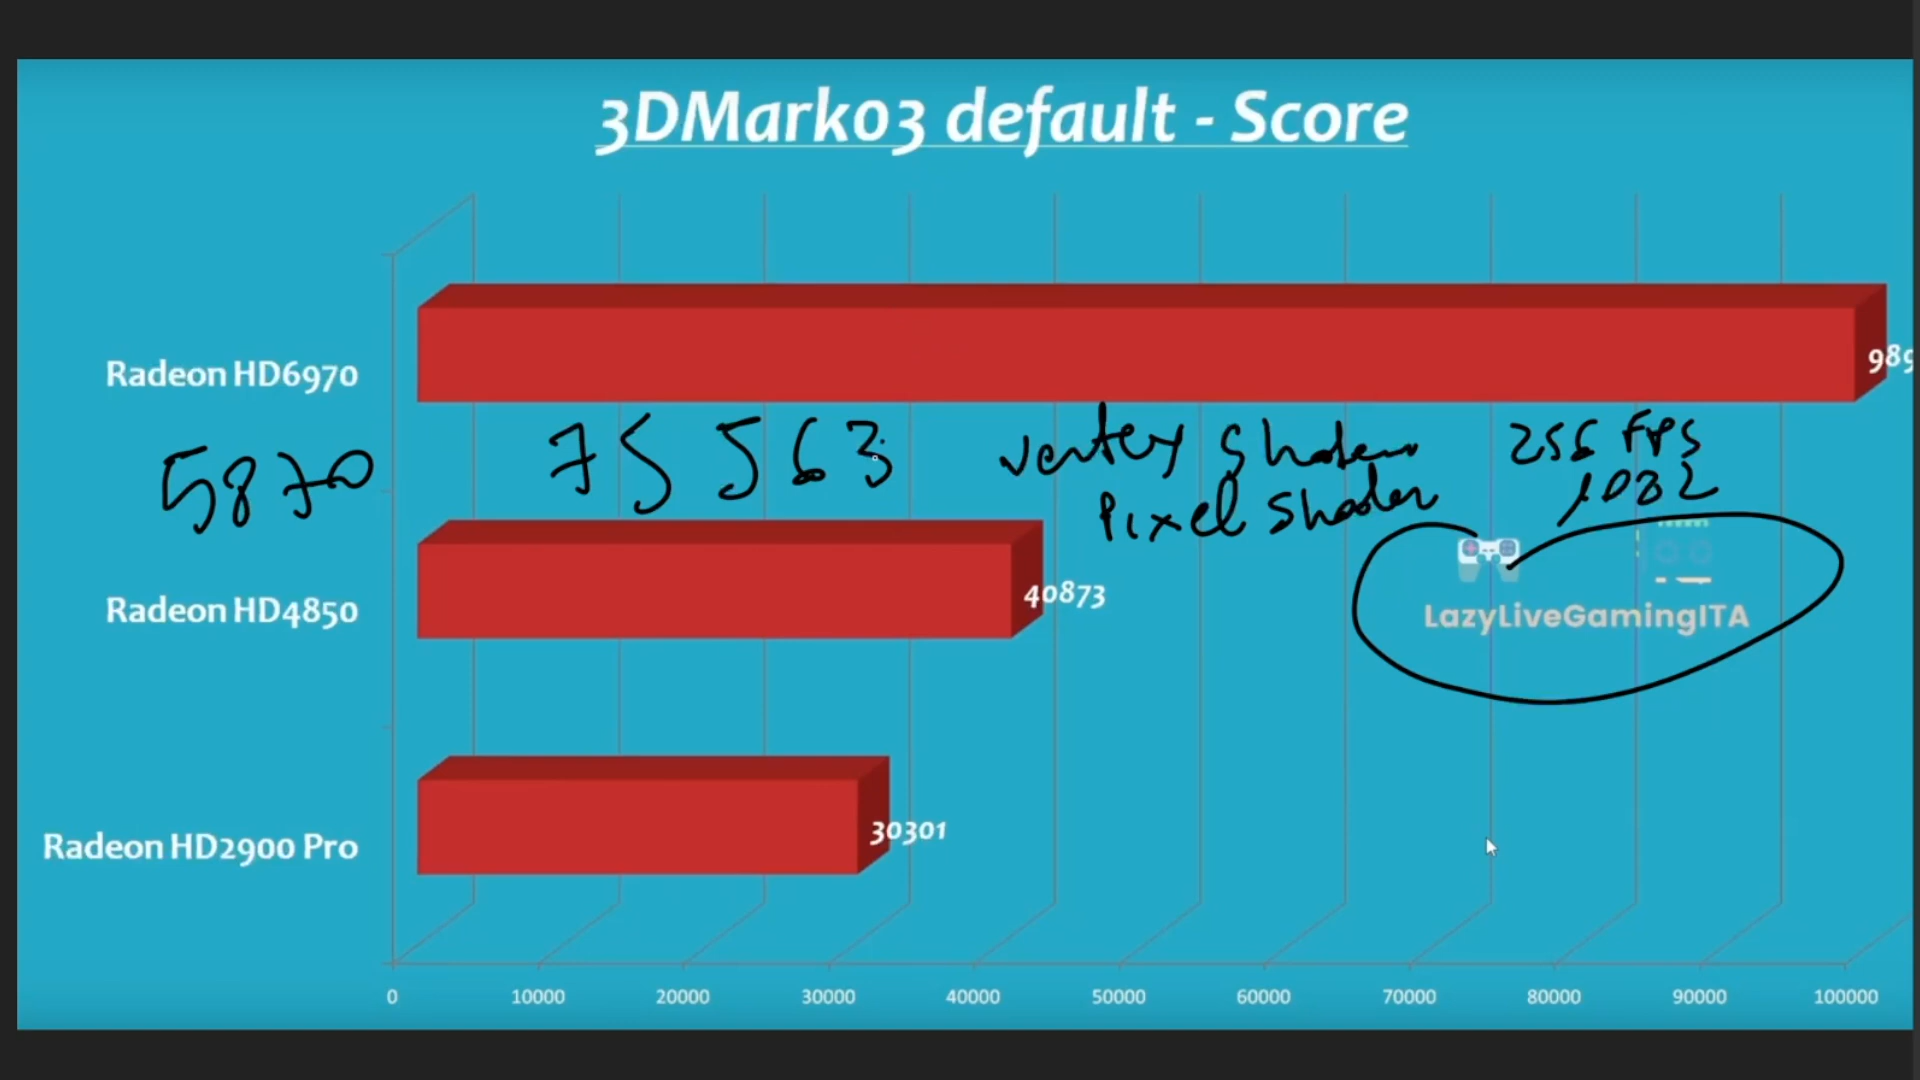 3DMark03 default - Score
Radeon HD6970
989
5870 75563 vertex shader 256 FPS
Pixel shader 1032
Radeon HD4850
40873
LazyLiveGamingITA
Radeon HD2900 Pro
30301
0 10000 20000 30000 40000 50000 60000 70000 80000 90000 100000